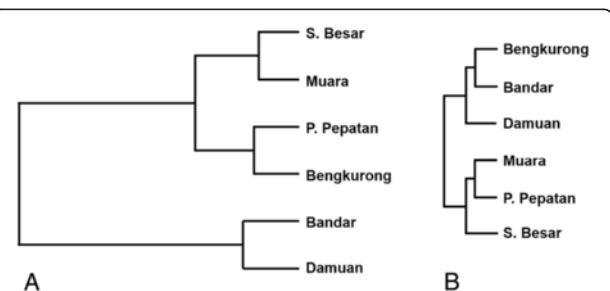 S. Besar
Muara
P. Pepatan
Bengkurong
Bandar
Damuan
A
Bengkurong
Bandar
Damuan
Muara
P. Pepatan
S. Besar
B